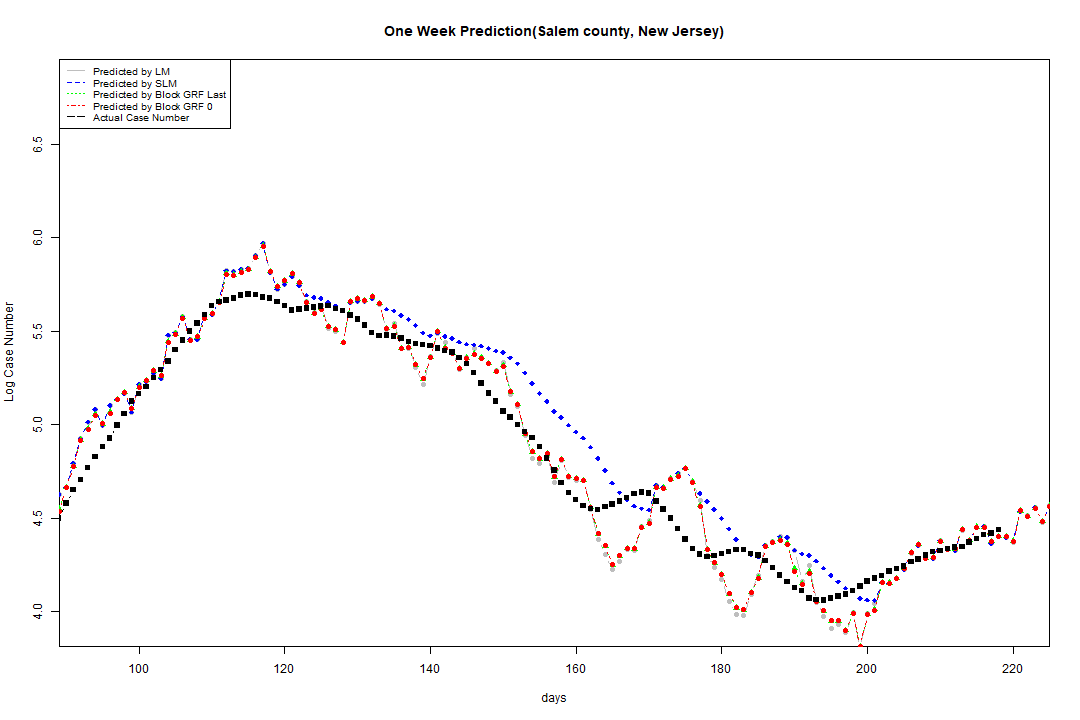 One Week Prediction(Salem county, New Jersey)
Predicted by LM
Predicted by SLM
Predicted by Block GRF Last
Predicted by Block GRF 0
Actual Case Number
6.5
6.0
5.5
5.0
4.5
4.0
Log Case Number
100 120 140 160 180 200 220
days